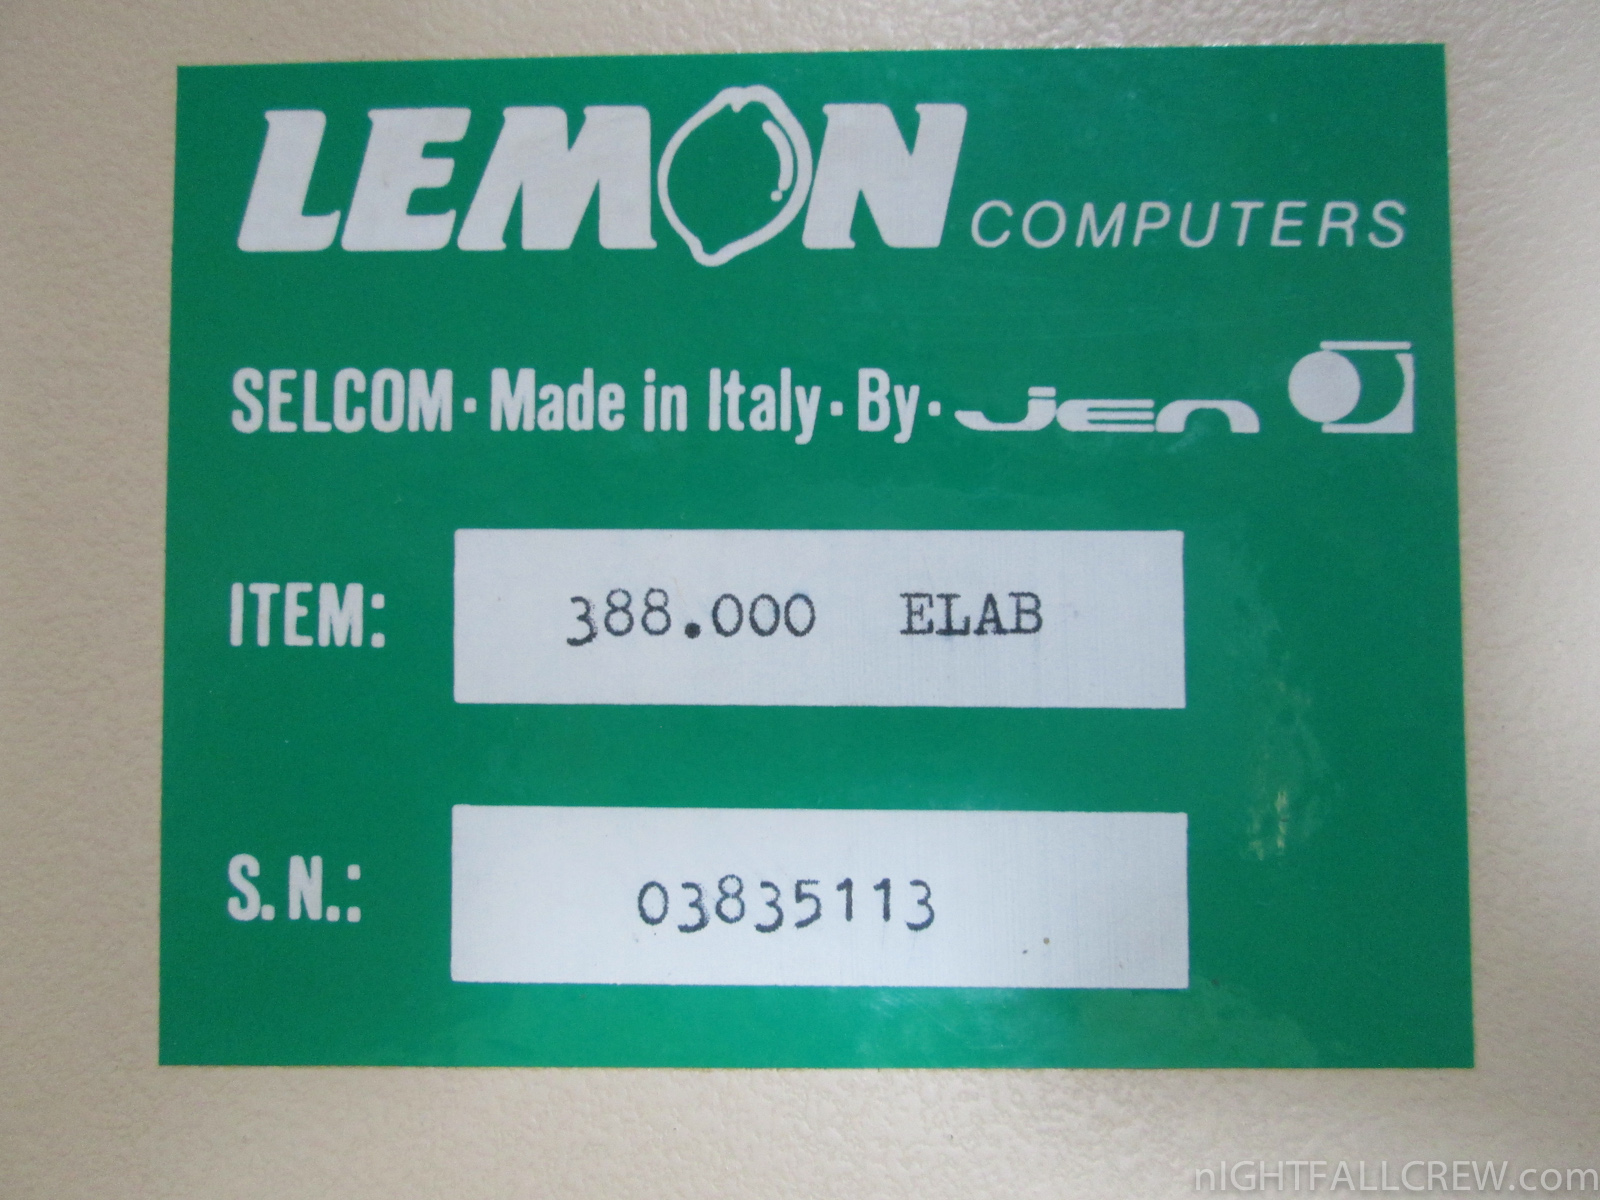 LEMON COMPUTERS
SELCOM · Made in Italy · By · jen
ITEM: 388.000 ELAB
S.N.: 03835113
nIGHTFALLCREW.com